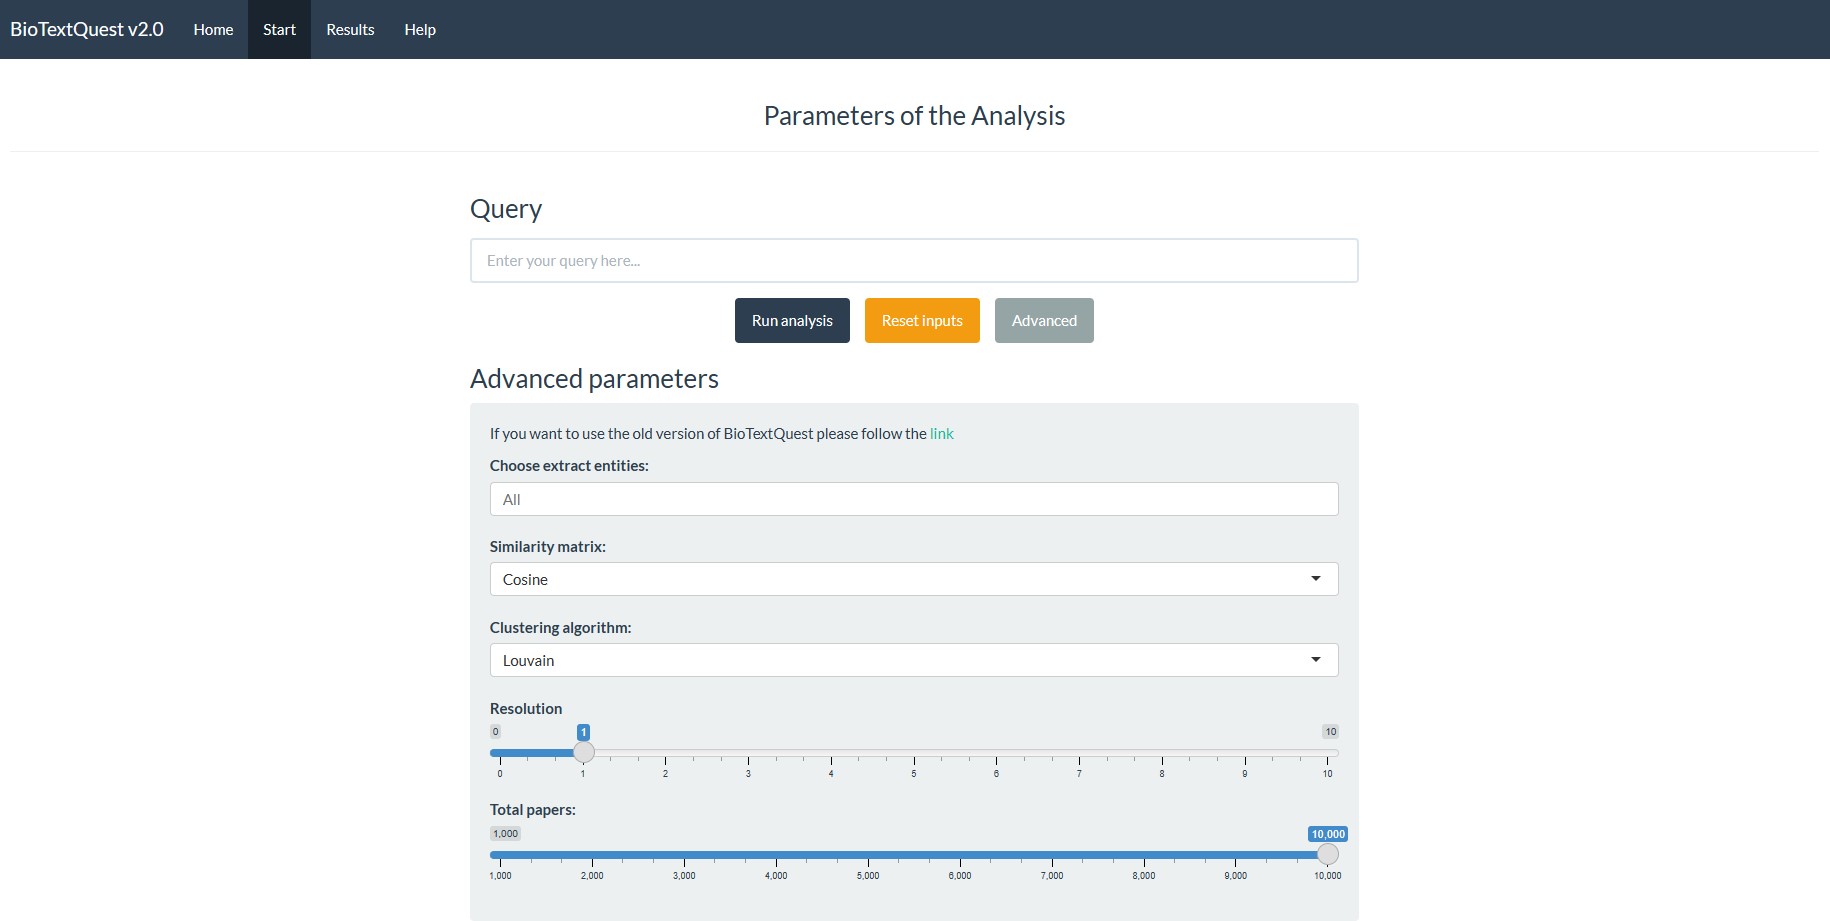 BioTextQuest v2.0 Home Start Results Help
Parameters of the Analysis
Query
Enter your query here...
Run analysis Reset inputs Advanced
Advanced parameters
If you want to use the old version of BioTextQuest please follow the link
Choose extract entities:
All
Similarity matrix:
Cosine
Clustering algorithm:
Louvain
Resolution
0 1 10
0 1 2 3 4 5 6 7 8 9 10
Total papers:
1,000 10,000
1,000 2,000 3,000 4,000 5,000 6,000 7,000 8,000 9,000 10,000